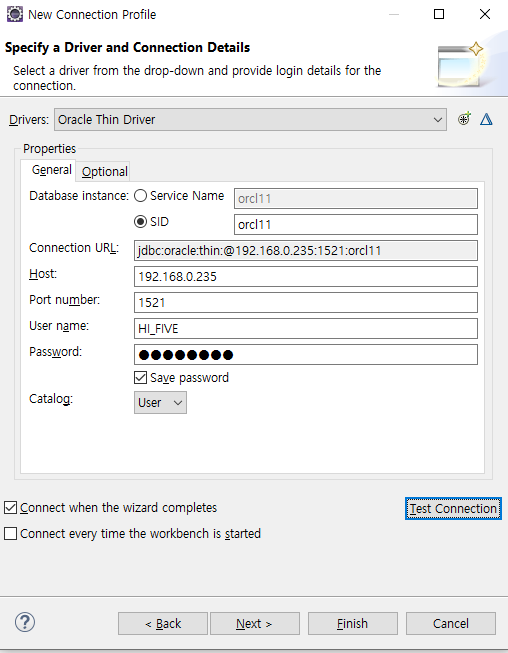 New Connection Profile
Specify a Driver and Connection Details
Select a driver from the drop-down and provide login details for the
connection.
Drivers: Oracle Thin Driver
Properties
General Optional
Database instance: Service Name orcl11
SID orcl11
Connection URL: jdbc:oracle:thin:@192.168.0.235:1521:orcl11
Host: 192.168.0.235
Port number: 1521
User name: HI_FIVE
Password: ●●●●●●●●
Save password
Catalog: User
Connect when the wizard completes Test Connection
Connect every time the workbench is started
? < Back Next > Finish Cancel